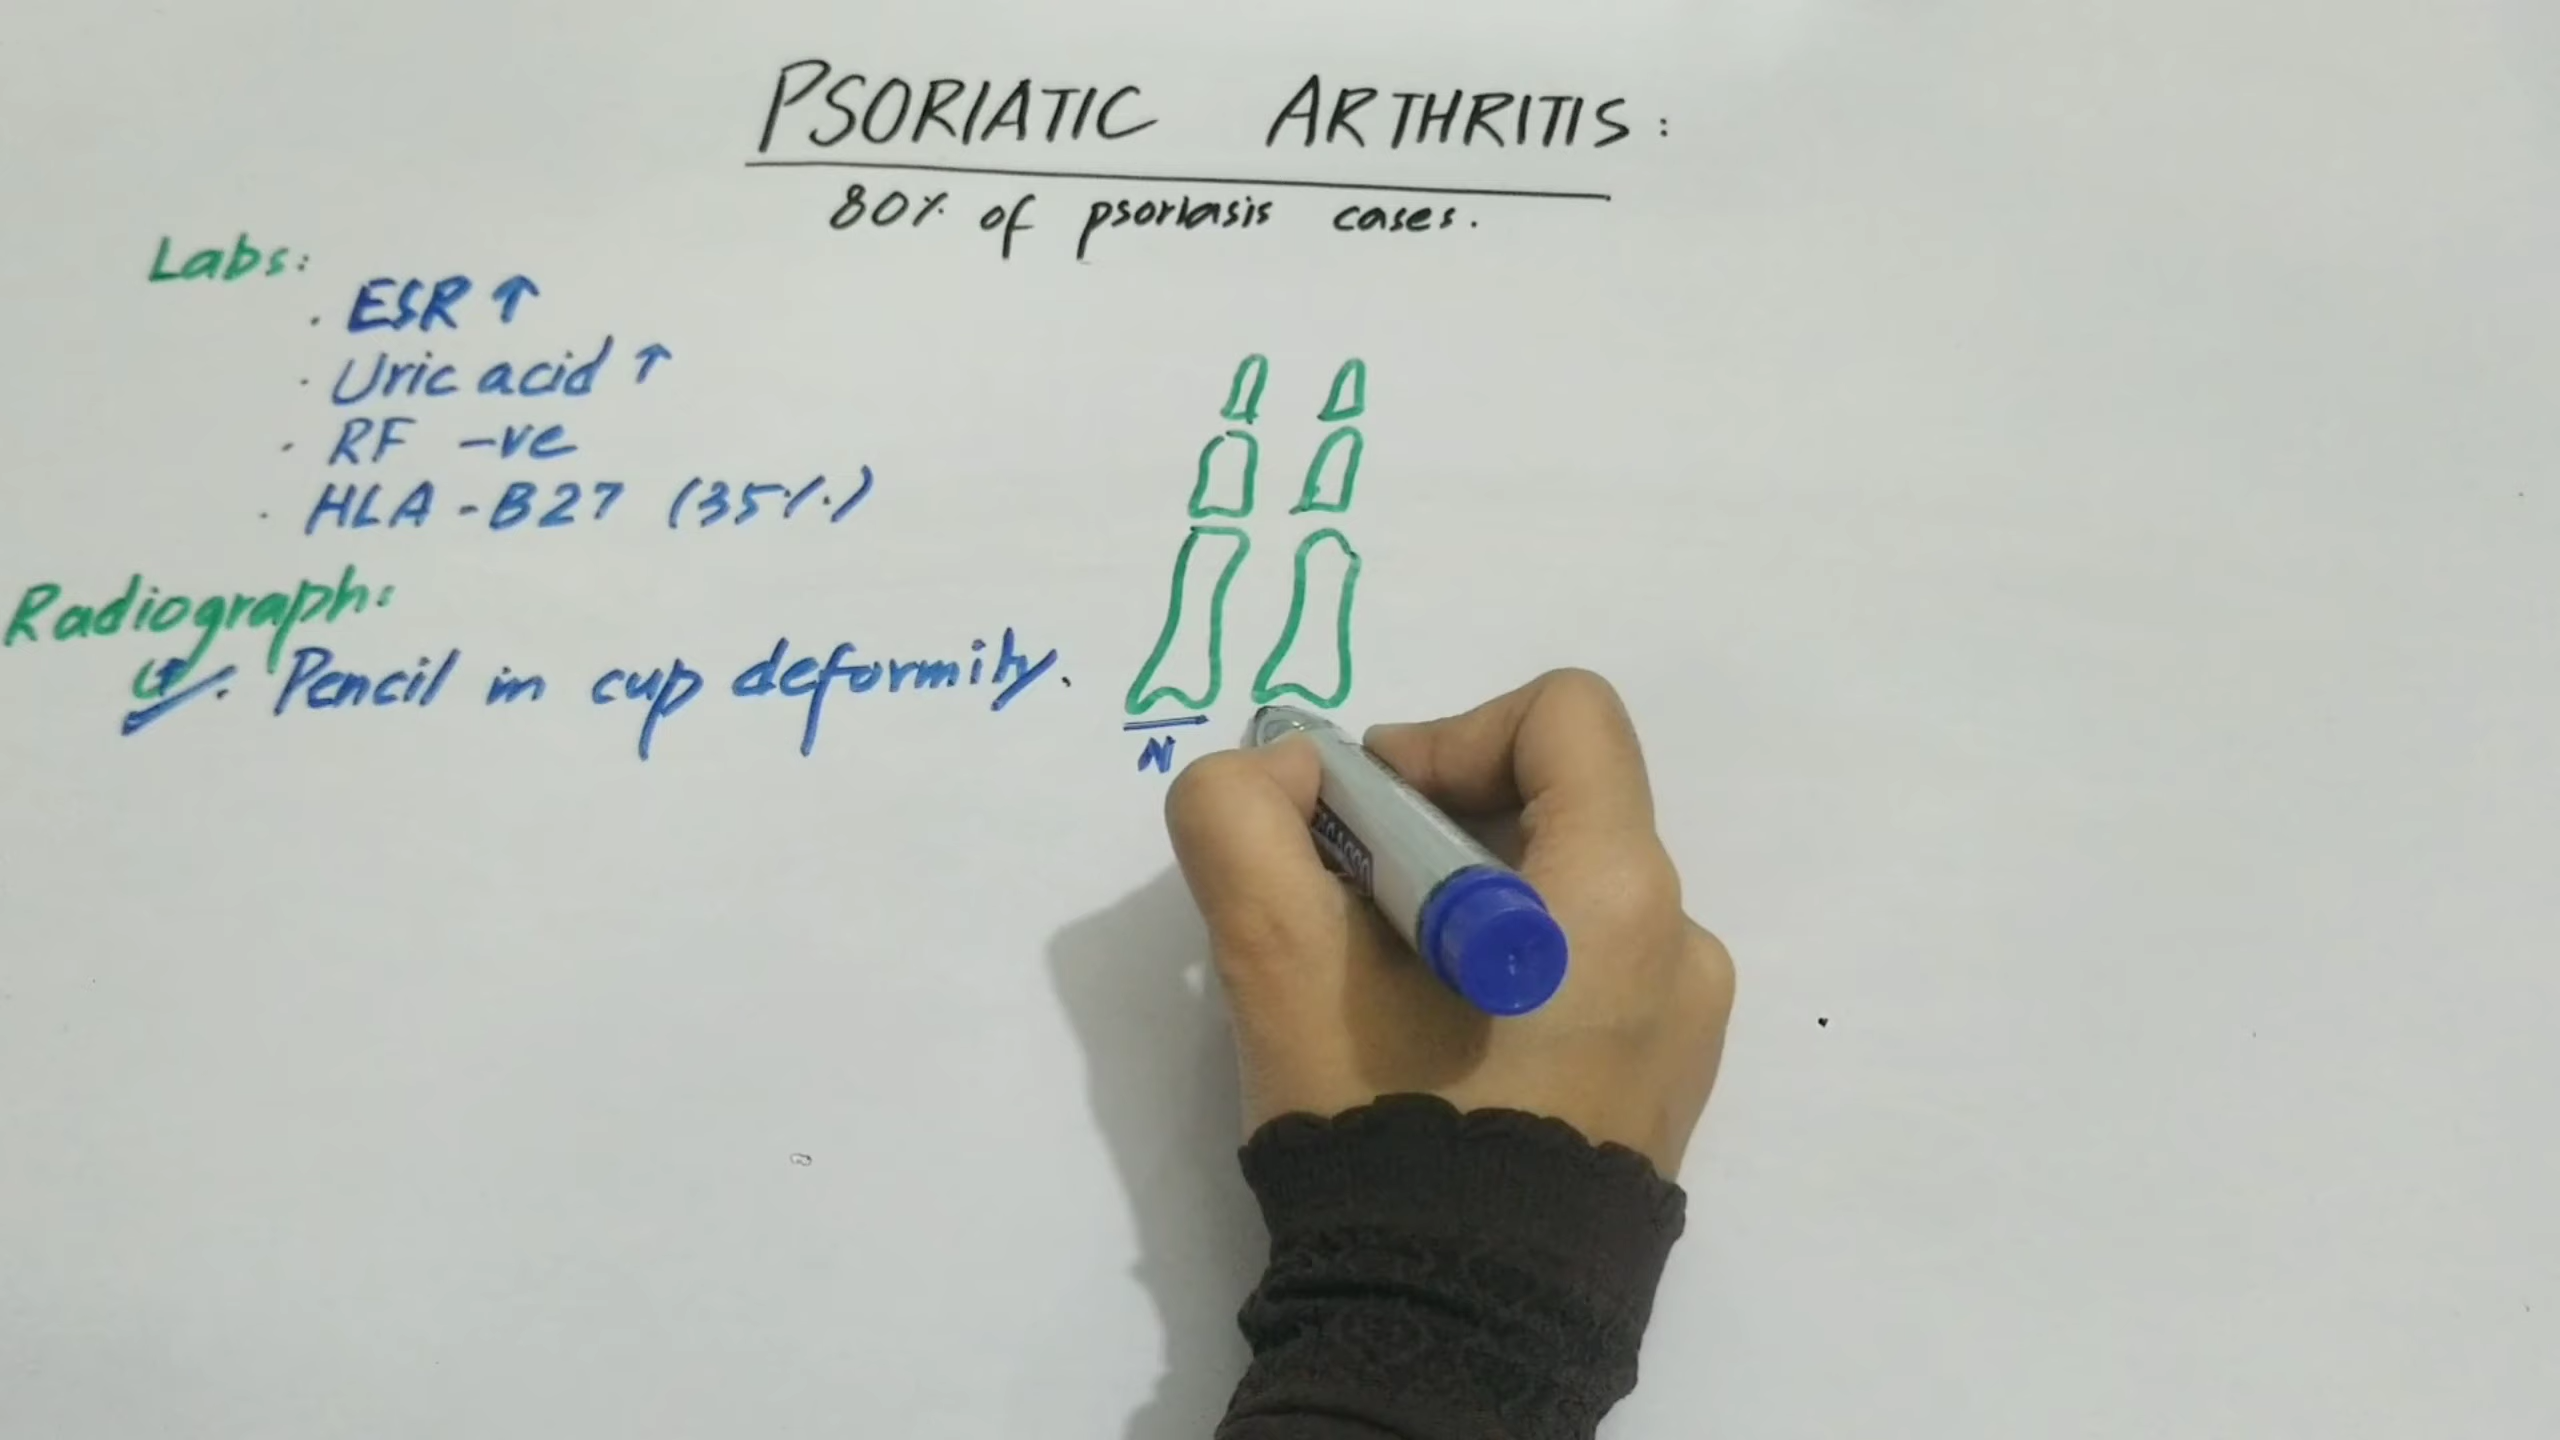 PSORIATIC ARTHRITIS:
80% of psoriasis cases.
Labs:
· ESR ↑
· Uric acid ↑
· RF -ve
· HLA-B27 (35%)
Radiograph:
· Pencil in cup deformity.
N